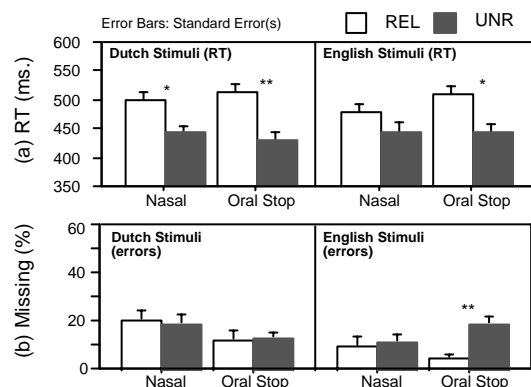 Error Bars: Standard Error(s) REL UNR
(a) RT (ms.)
600
550
500
450
400
350
Dutch Stimuli (RT)
* **
Nasal Oral Stop
English Stimuli (RT)
*
Nasal Oral Stop
(b) Missing (%)
60
40
20
0
Dutch Stimuli
(errors)
Nasal Oral Stop
English Stimuli
(errors)
**
Nasal Oral Stop